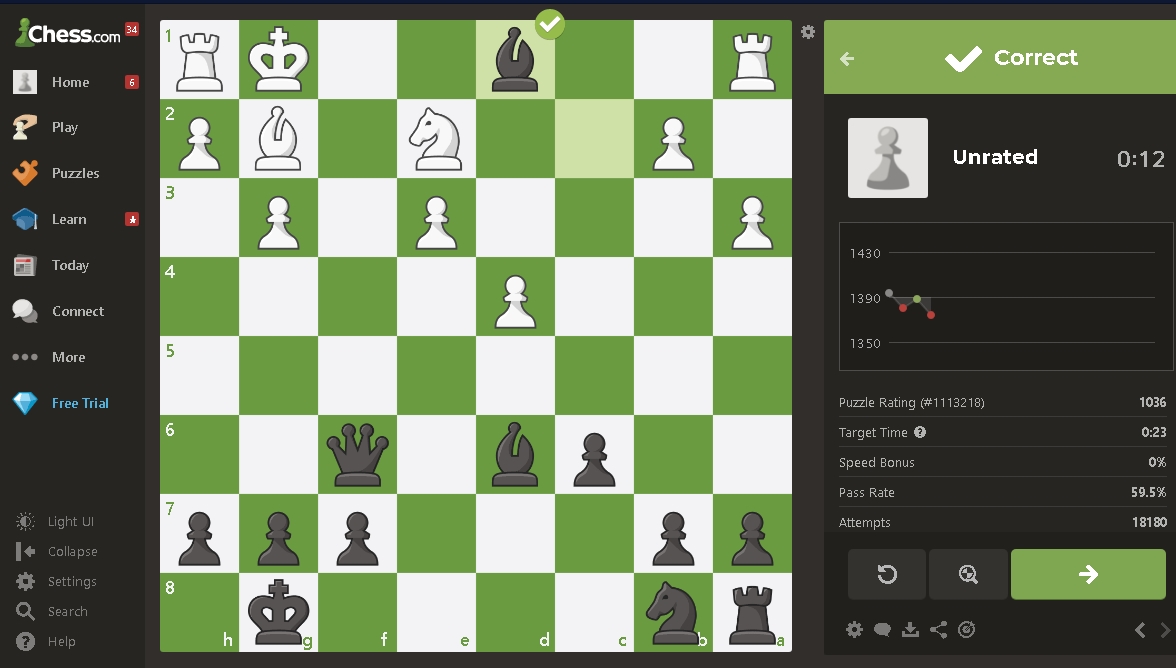 Chess.com 34
Home 6
Play
Puzzles
Learn
Today
Connect
More
Free Trial
Light UI
Collapse
Settings
Search
Help
1
2
3
4
5
6
7
8
h g f e d c b a
Correct
Unrated 0:12
1430
1390
1350
Puzzle Rating (#1113218) 1036
Target Time ? 0:23
Speed Bonus 0%
Pass Rate 59.5%
Attempts 18180